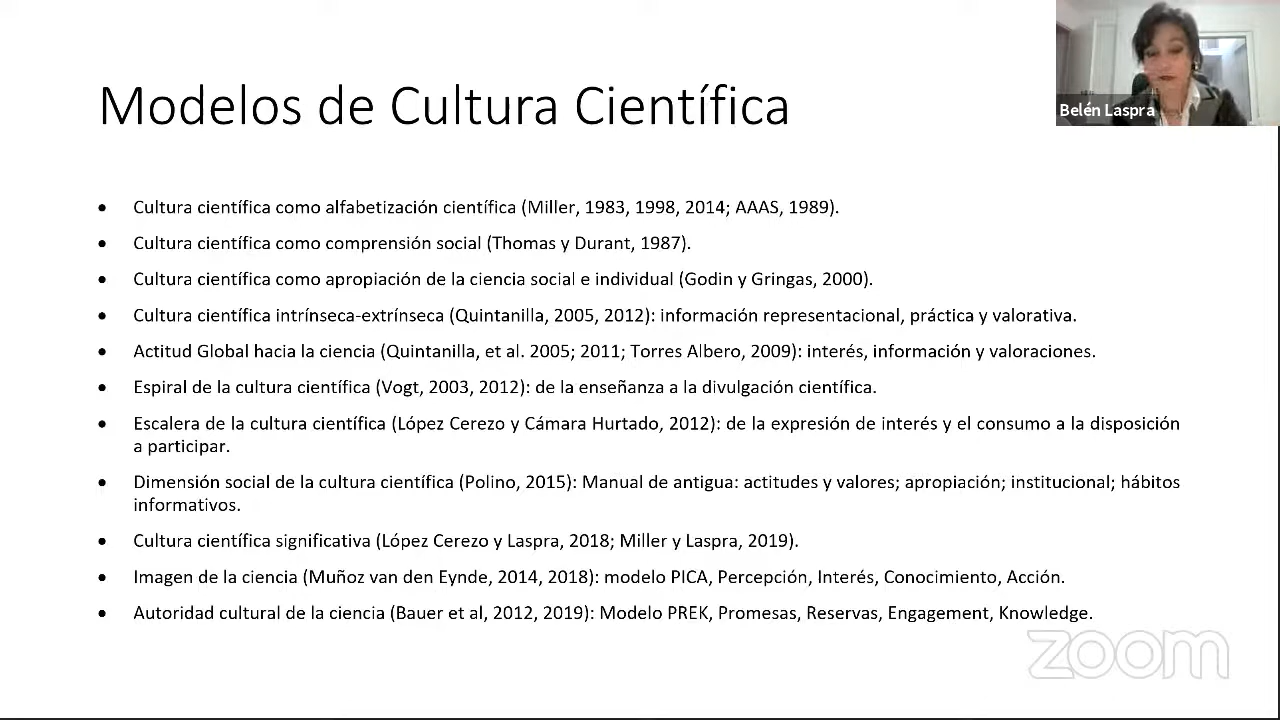 Modelos de Cultura Científica
Belén Laspra
• Cultura científica como alfabetización científica (Miller, 1983, 1998, 2014; AAAS, 1989).
• Cultura científica como comprensión social (Thomas y Durant, 1987).
• Cultura científica como apropiación de la ciencia social e individual (Godin y Gringas, 2000).
• Cultura científica intrínseca-extrínseca (Quintanilla, 2005, 2012): información representacional, práctica y valorativa.
• Actitud Global hacia la ciencia (Quintanilla, et al. 2005; 2011; Torres Albero, 2009): interés, información y valoraciones.
• Espiral de la cultura científica (Vogt, 2003, 2012): de la enseñanza a la divulgación científica.
• Escalera de la cultura científica (López Cerezo y Cámara Hurtado, 2012): de la expresión de interés y el consumo a la disposición
a participar.
• Dimensión social de la cultura científica (Polino, 2015): Manual de antigua: actitudes y valores; apropiación; institucional; hábitos
informativos.
• Cultura científica significativa (López Cerezo y Laspra, 2018; Miller y Laspra, 2019).
• Imagen de la ciencia (Muñoz van den Eynde, 2014, 2018): modelo PICA, Percepción, Interés, Conocimiento, Acción.
• Autoridad cultural de la ciencia (Bauer et al, 2012, 2019): Modelo PREK, Promesas, Reservas, Engagement, Knowledge.
zoom